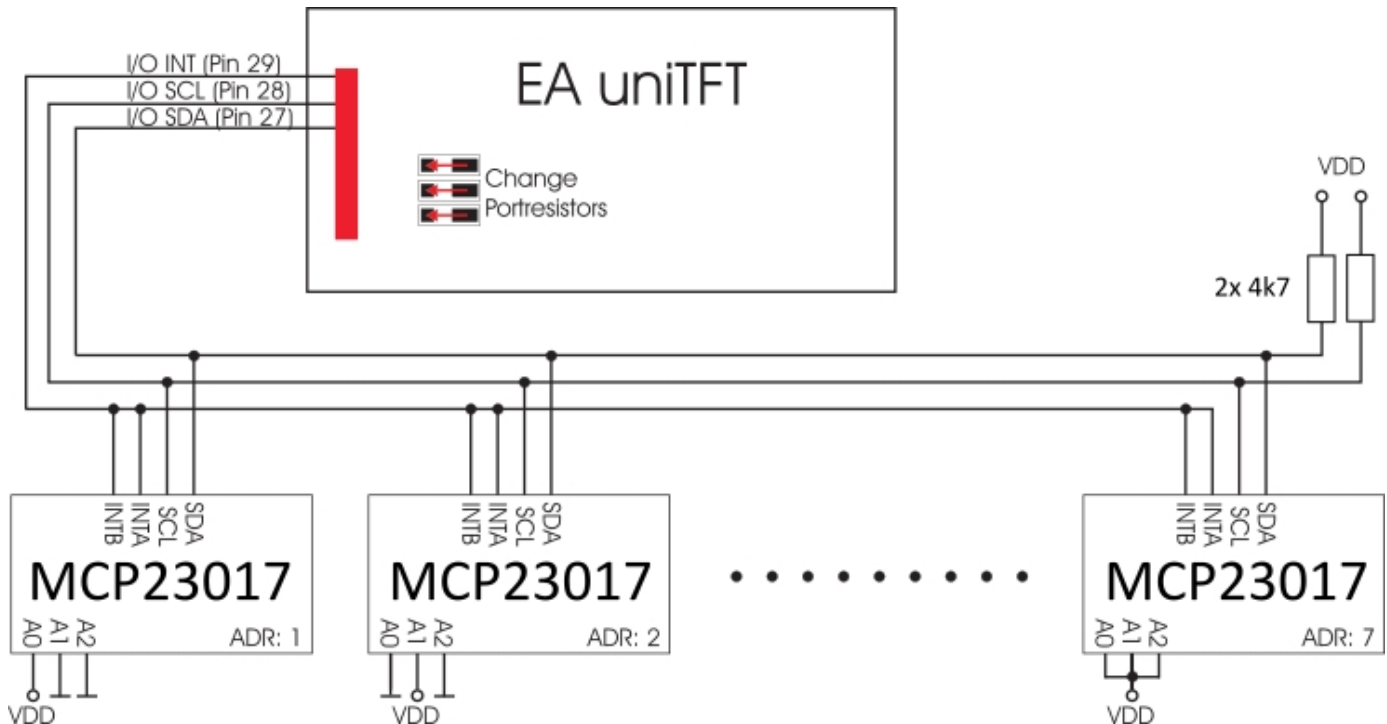 I/O INT (Pin 29)
I/O SCL (Pin 28)
I/O SDA (Pin 27)
EA uniTFT
Change
Portresistors
VDD
2x 4k7
INTB
INTA
SCL
SDA
MCP23017
A0
A1
A2
ADR: 1
VDD
INTB
INTA
SCL
SDA
MCP23017
A0
A1
A2
ADR: 2
VDD
INTB
INTA
SCL
SDA
MCP23017
A0
A1
A2
ADR: 7
VDD